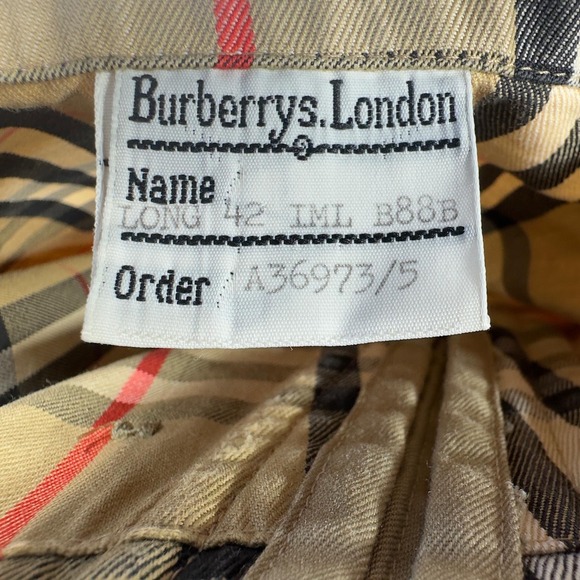 Burberrys.London
Name
LONG 42 IML B88B
Order A36973/5